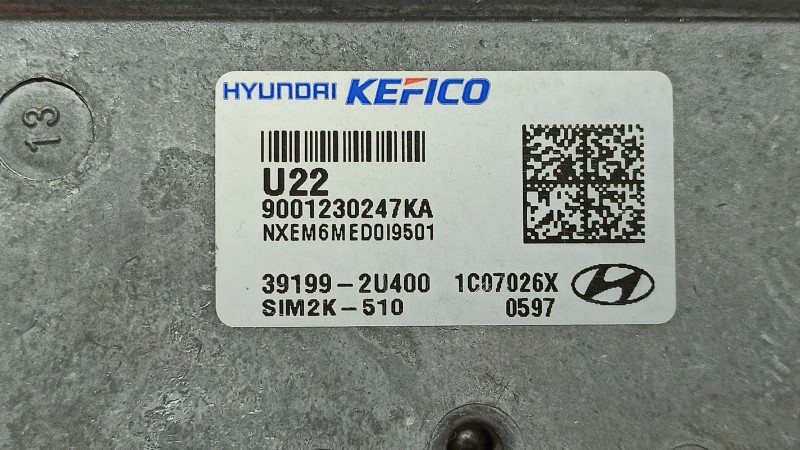 HYUNDAI KEFICO
U22
9001230247KA
NXEM6MED0I9501
39199-2U400 1C07026X
SIM2K-510 0597
13